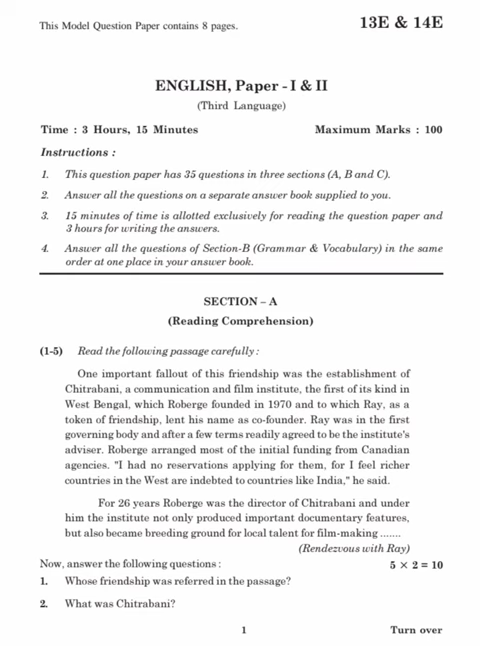 This Model Question Paper contains 8 pages.
13E & 14E
ENGLISH, Paper - I & II
(Third Language)
Time : 3 Hours, 15 Minutes
Maximum Marks : 100
Instructions :
1. This question paper has 35 questions in three sections (A, B and C).
2. Answer all the questions on a separate answer book supplied to you.
3. 15 minutes of time is allotted exclusively for reading the question paper and
3 hours for writing the answers.
4. Answer all the questions of Section-B (Grammar & Vocabulary) in the same
order at one place in your answer book.
SECTION – A
(Reading Comprehension)
(1-5) Read the following passage carefully :
One important fallout of this friendship was the establishment of
Chitrabani, a communication and film institute, the first of its kind in
West Bengal, which Roberge founded in 1970 and to which Ray, as a
token of friendship, lent his name as co-founder. Ray was in the first
governing body and after a few terms readily agreed to be the institute's
adviser. Roberge arranged most of the initial funding from Canadian
agencies. "I had no reservations applying for them, for I feel richer
countries in the West are indebted to countries like India," he said.
For 26 years Roberge was the director of Chitrabani and under
him the institute not only produced important documentary features,
but also became breeding ground for local talent for film-making .......
(Rendezvous with Ray)
Now, answer the following questions :
5 × 2 = 10
1. Whose friendship was referred in the passage?
2. What was Chitrabani?
1
Turn over